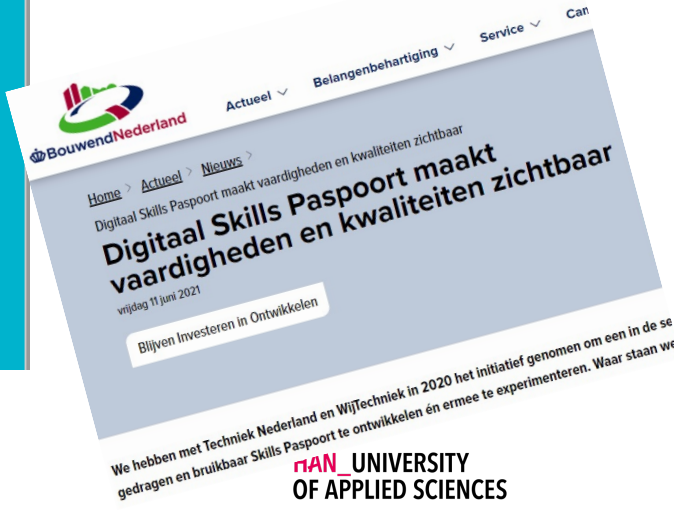 BouwendNederland
Actueel Belangenbehartiging Service
Home Actueel Nieuws
Digitaal Skills Paspoort maakt vaardigheden en kwaliteiten zichtbaar
Digitaal Skills Paspoort maakt
vaardigheden en kwaliteiten zichtbaar
vrijdag 11 juni 2021
Blijven Investeren in Ontwikkelen
We hebben met Techniek Nederland en WijTechniek in 2020 het initiatief genomen om een in de se
gedragen en bruikbaar Skills Paspoort te ontwikkelen én ermee te experimenteren. Waar staan we
HAN_UNIVERSITY
OF APPLIED SCIENCES